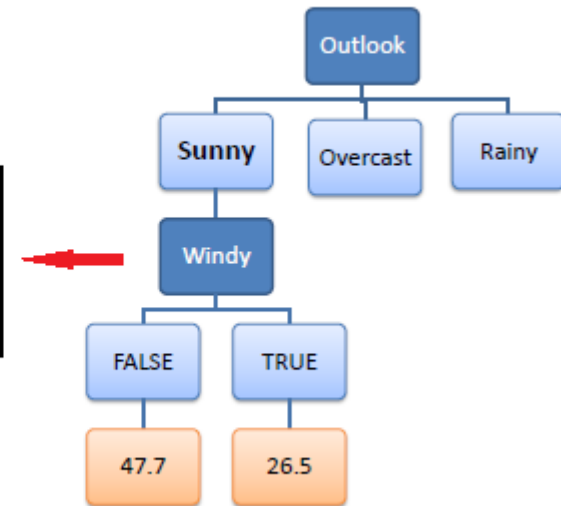 Outlook
Sunny
Overcast
Rainy
Windy
FALSE
TRUE
47.7
26.5